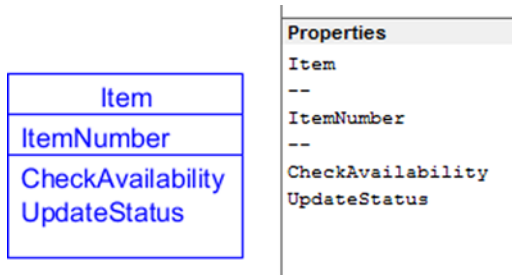 Item
ItemNumber
CheckAvailability
UpdateStatus
Properties
Item
--
ItemNumber
--
CheckAvailability
UpdateStatus